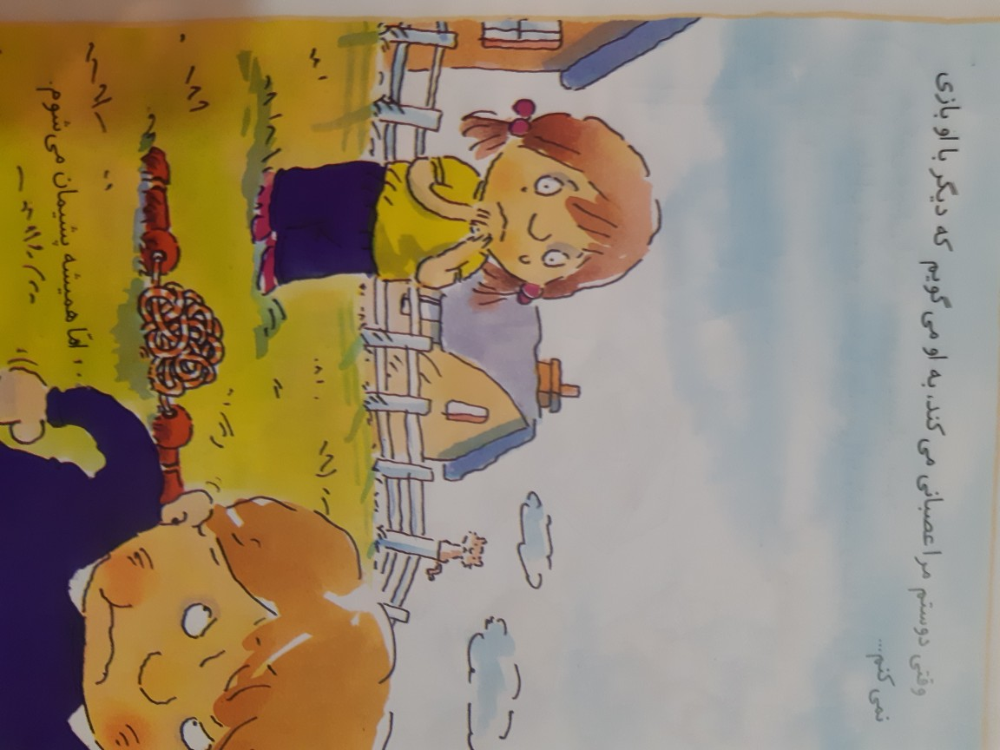 وقتی دوستم مرا عصبانی می‌کند، به او می‌گویم که دیگر با او بازی
نمی‌کنم...
... امّا همیشه پشیمان می‌شوم.